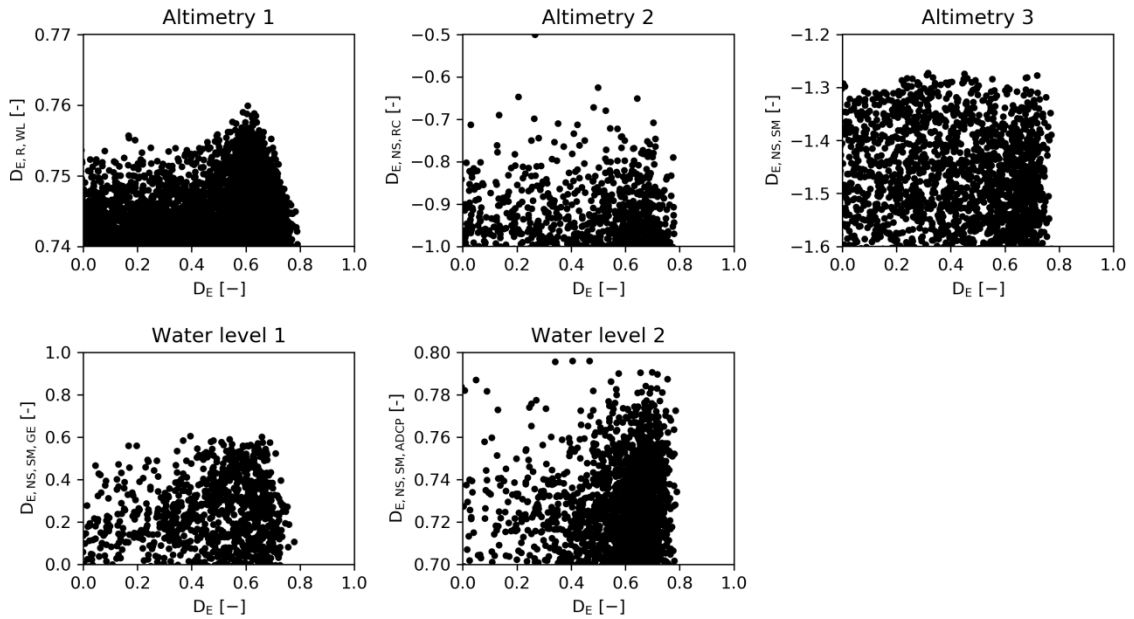 Altimetry 1
0.77
0.76
0.75
0.74
D_E, R, WL [-]
0.0 0.2 0.4 0.6 0.8 1.0
D_E [−]
Altimetry 2
−0.5
−0.6
−0.7
−0.8
−0.9
−1.0
D_E, NS, RC [-]
0.0 0.2 0.4 0.6 0.8 1.0
D_E [−]
Altimetry 3
−1.2
−1.3
−1.4
−1.5
−1.6
D_E, NS, SM [-]
0.0 0.2 0.4 0.6 0.8 1.0
D_E [−]
Water level 1
1.0
0.8
0.6
0.4
0.2
0.0
D_E, NS, SM, GE [-]
0.0 0.2 0.4 0.6 0.8 1.0
D_E [−]
Water level 2
0.80
0.78
0.76
0.74
0.72
0.70
D_E, NS, SM, ADCP [-]
0.0 0.2 0.4 0.6 0.8 1.0
D_E [−]